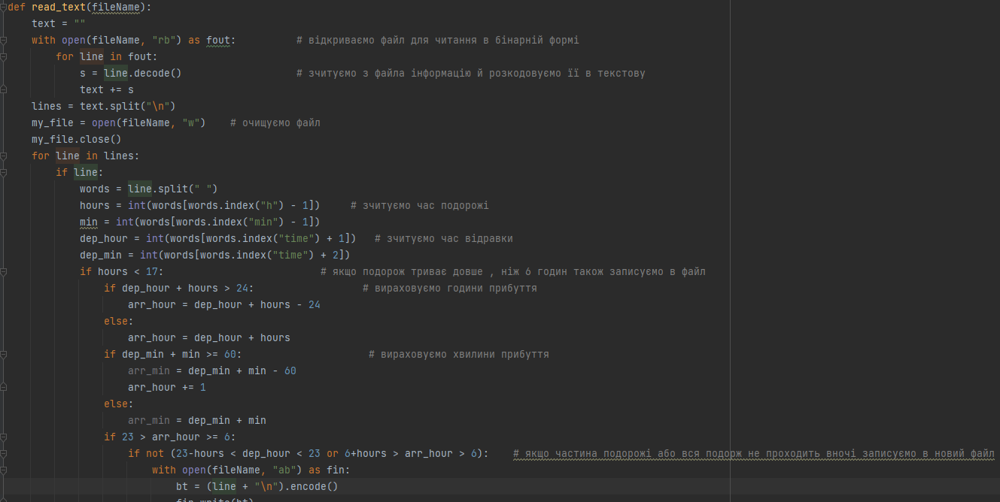 def read_text(fileName):
    text = ""
    with open(fileName, "rb") as fout:          # відкриваємо файл для читання в бінарній формі
        for line in fout:
            s = line.decode()                   # зчитуємо з файла інформацію й розкодовуємо її в текстову
            text += s
    lines = text.split("\n")
    my_file = open(fileName, "w")    # очищуємо файл
    my_file.close()
    for line in lines:
        if line:
            words = line.split(" ")
            hours = int(words[words.index("h") - 1])     # зчитуємо час подорожі
            min = int(words[words.index("min") - 1])
            dep_hour = int(words[words.index("time") + 1])   # зчитуємо час відравки
            dep_min = int(words[words.index("time") + 2])
            if hours < 17:                          # якщо подорож триває довше , ніж 6 годин також записуємо в файл
                if dep_hour + hours > 24:                  # вираховуємо години прибуття
                    arr_hour = dep_hour + hours - 24
                else:
                    arr_hour = dep_hour + hours
                if dep_min + min >= 60:                     # вираховуємо хвилини прибуття
                    arr_min = dep_min + min - 60
                    arr_hour += 1
                else:
                    arr_min = dep_min + min
                if 23 > arr_hour >= 6:
                    if not (23-hours < dep_hour < 23 or 6+hours > arr_hour > 6):    # якщо частина подорожі або вся подорж не проходить вночі записуємо в новий файл
                        with open(fileName, "ab") as fin:
                            bt = (line + "\n").encode()
                            fin.write(bt)